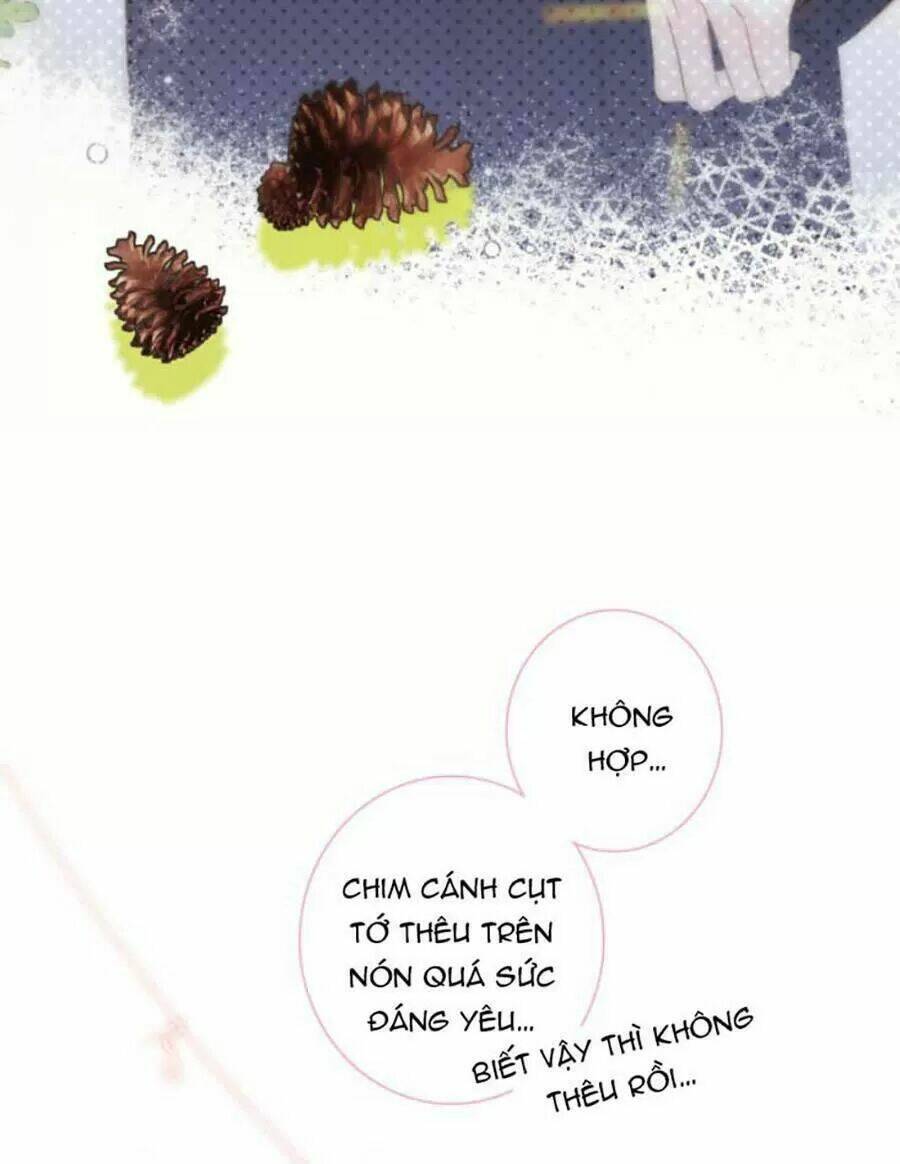 KHÔNG
HỢP...
CHIM CÁNH CỤT
TỚ THÊU TRÊN
NÓN QUÁ SỨC
ĐÁNG YÊU...
BIẾT VẬY THÌ KHÔNG
THÊU RỒI...